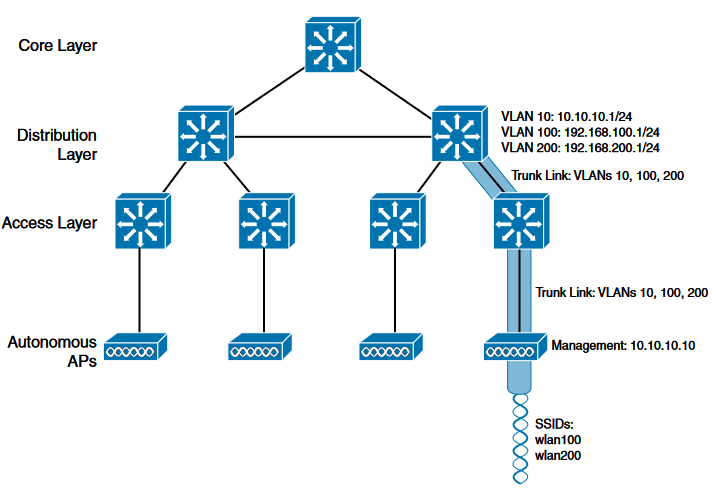 Core Layer
Distribution
Layer
VLAN 10: 10.10.10.1/24
VLAN 100: 192.168.100.1/24
VLAN 200: 192.168.200.1/24
Trunk Link: VLANs 10, 100, 200
Access Layer
Trunk Link: VLANs 10, 100, 200
Autonomous
APs
Management: 10.10.10.10
SSIDs:
wlan100
wlan200